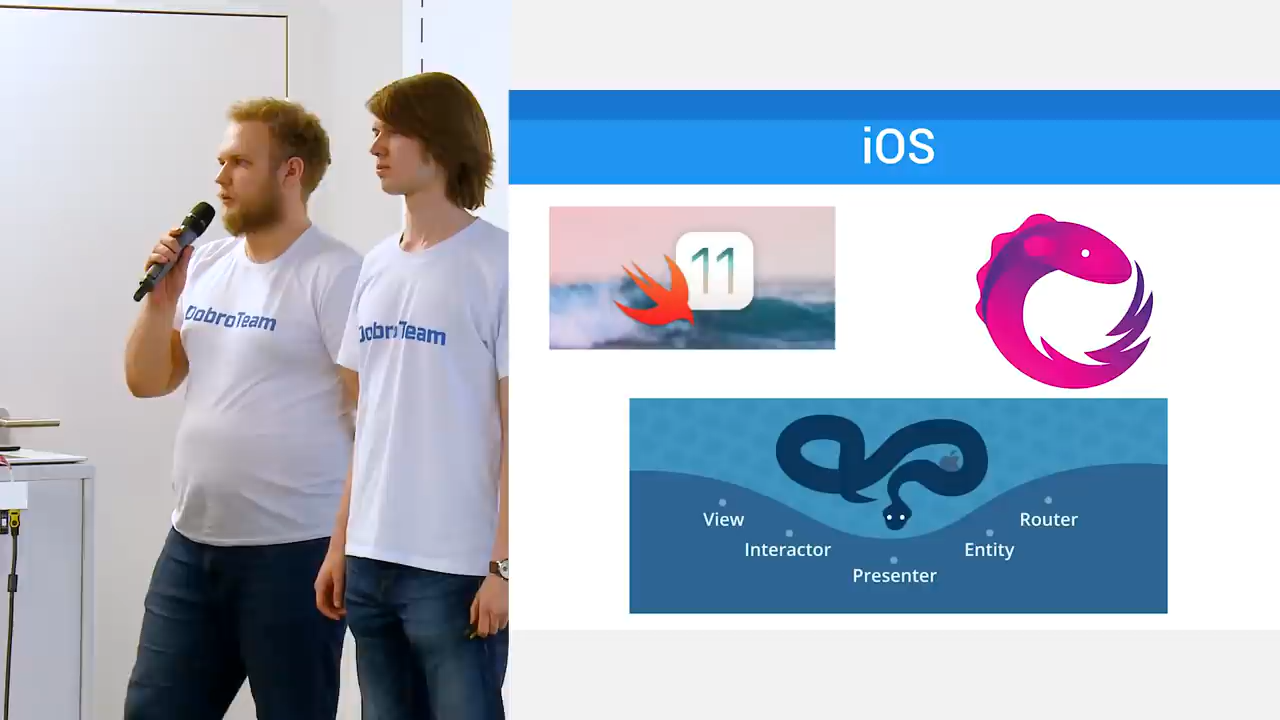 DobroTeam
DobroTeam
iOS
11
View
Interactor
Presenter
Entity
Router